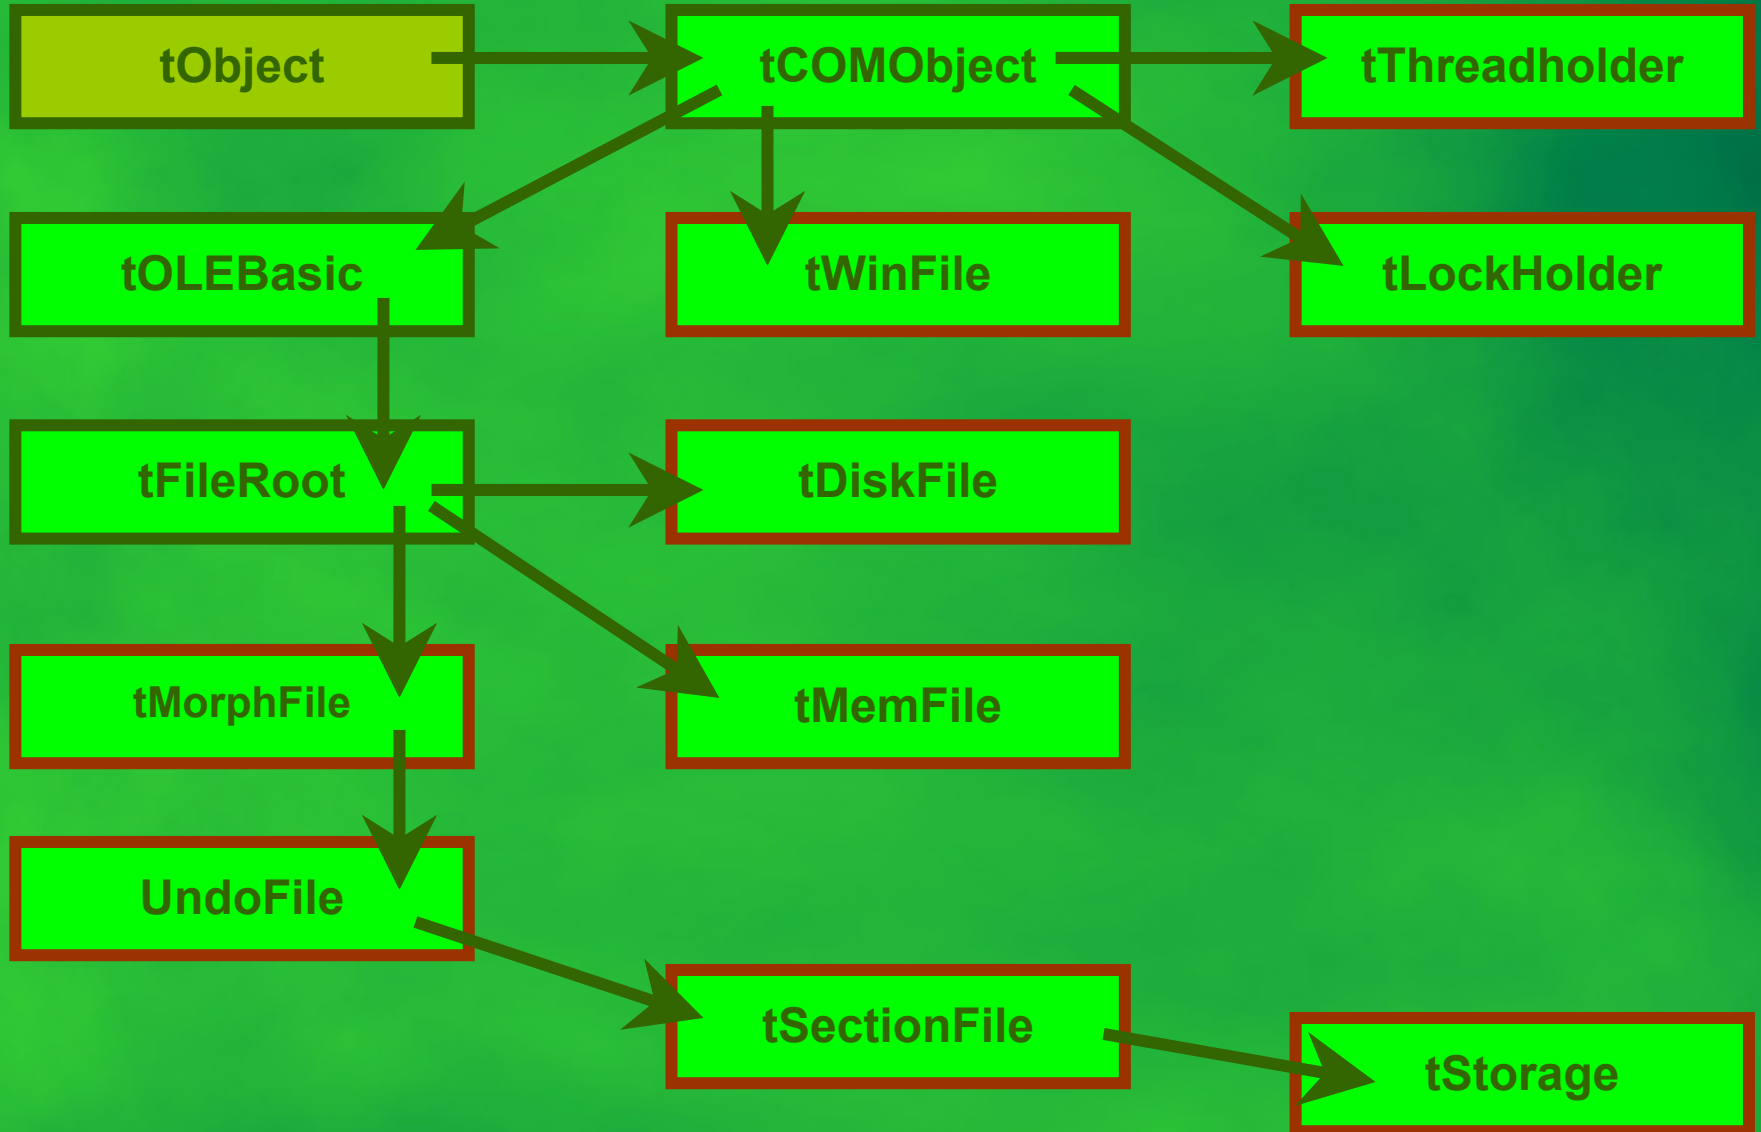 tObject
tCOMObject
tThreadholder
tOLEBasic
tWinFile
tLockHolder
tFileRoot
tDiskFile
tMorphFile
tMemFile
UndoFile
tSectionFile
tStorage